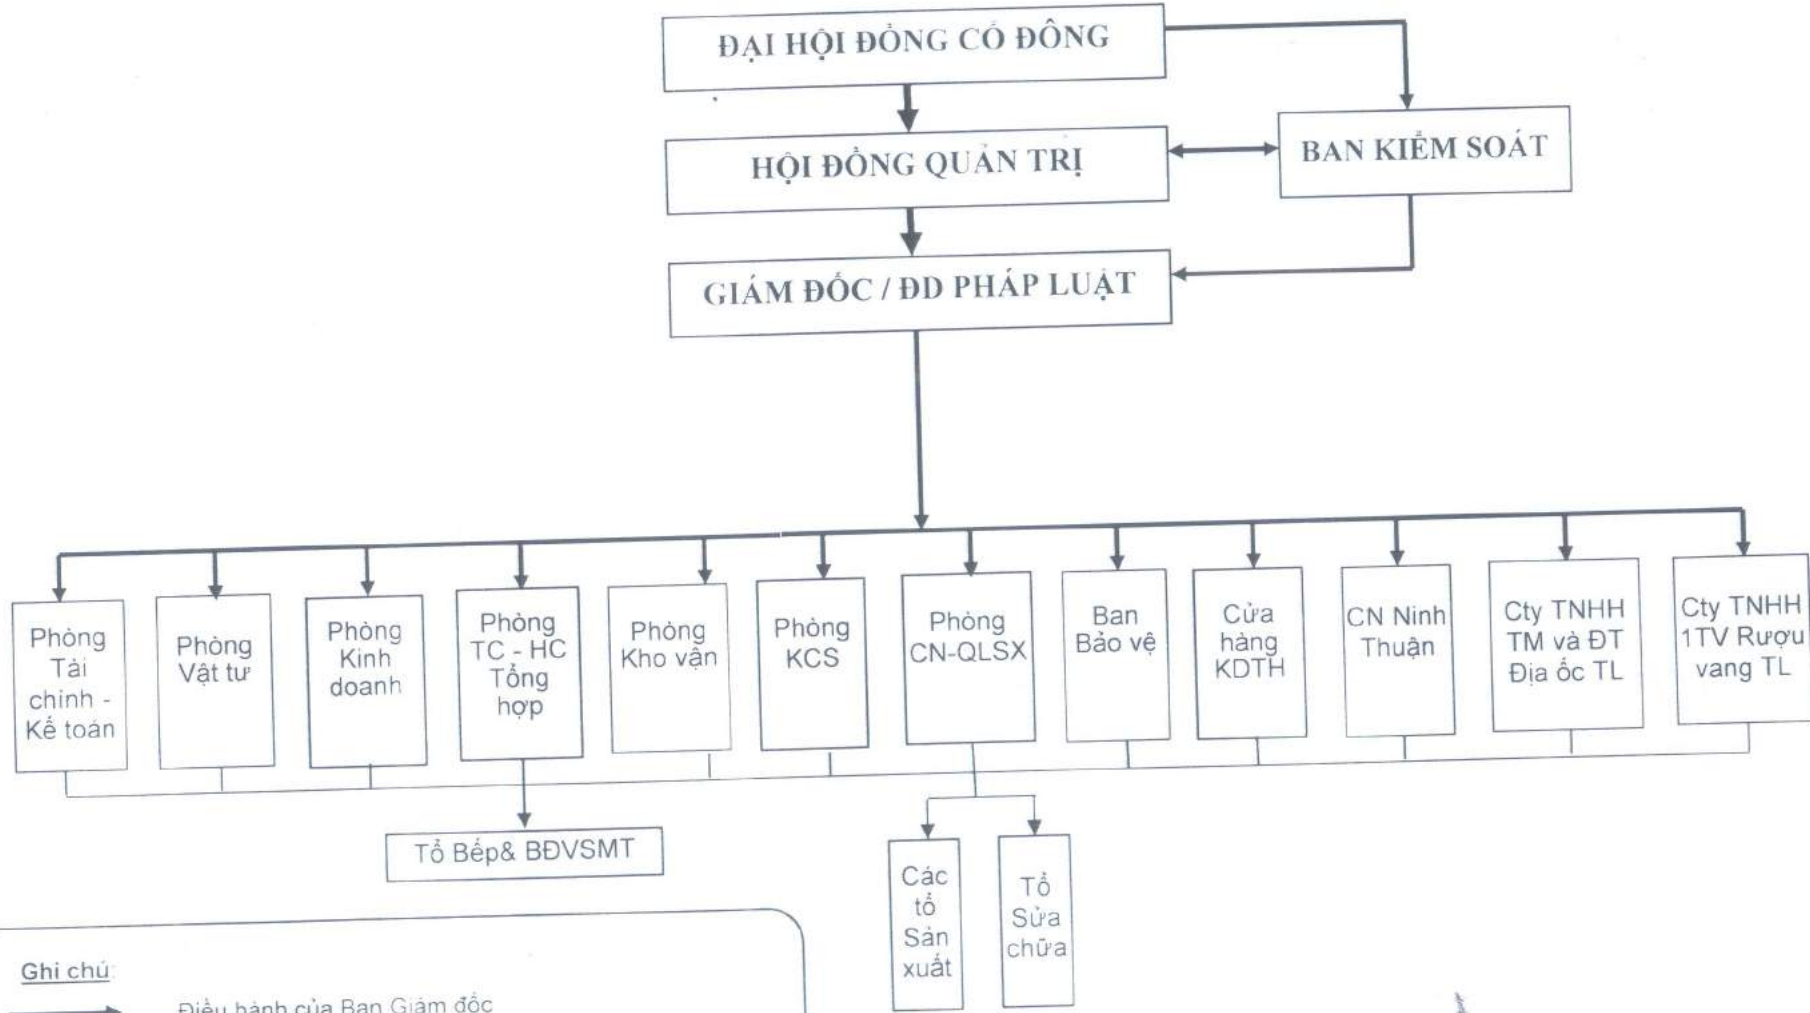 ĐẠI HỘI ĐỒNG CỔ ĐÔNG
HỘI ĐỒNG QUẢN TRỊ
BAN KIỂM SOÁT
GIÁM ĐỐC / ĐD PHÁP LUẬT
Phòng
Tài
chính -
Kế toán
Phòng
Vật tư
Phòng
Kinh
doanh
Phòng
TC - HC
Tổng
hợp
Phòng
Kho vận
Phòng
KCS
Phòng
CN-QLSX
Ban
Bảo vệ
Cửa
hàng
KDTH
CN Ninh
Thuận
Cty TNHH
TM và ĐT
Địa ốc TL
Cty TNHH
1TV Rượu
vang TL
Tổ Bếp& BĐVSMT
Các
tổ
Sản
xuất
Tổ
Sửa
chữa
Ghi chú:
Điều hành của Ban Giám đốc